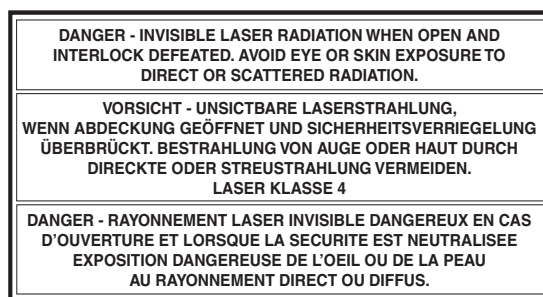 DANGER - INVISIBLE LASER RADIATION WHEN OPEN AND
INTERLOCK DEFEATED. AVOID EYE OR SKIN EXPOSURE TO
DIRECT OR SCATTERED RADIATION.
VORSICHT - UNSICTBARE LASERSTRAHLUNG,
WENN ABDECKUNG GEÖFFNET UND SICHERHEITSVERRIEGELUNG
ÜBERBRÜCKT. BESTRAHLUNG VON AUGE ODER HAUT DURCH
DIRECKTE ODER STREUSTRAHLUNG VERMEIDEN.
LASER KLASSE 4
DANGER - RAYONNEMENT LASER INVISIBLE DANGEREUX EN CAS
D'OUVERTURE ET LORSQUE LA SECURITE EST NEUTRALISEE
EXPOSITION DANGEREUSE DE L'OEIL OU DE LA PEAU
AU RAYONNEMENT DIRECT OU DIFFUS.